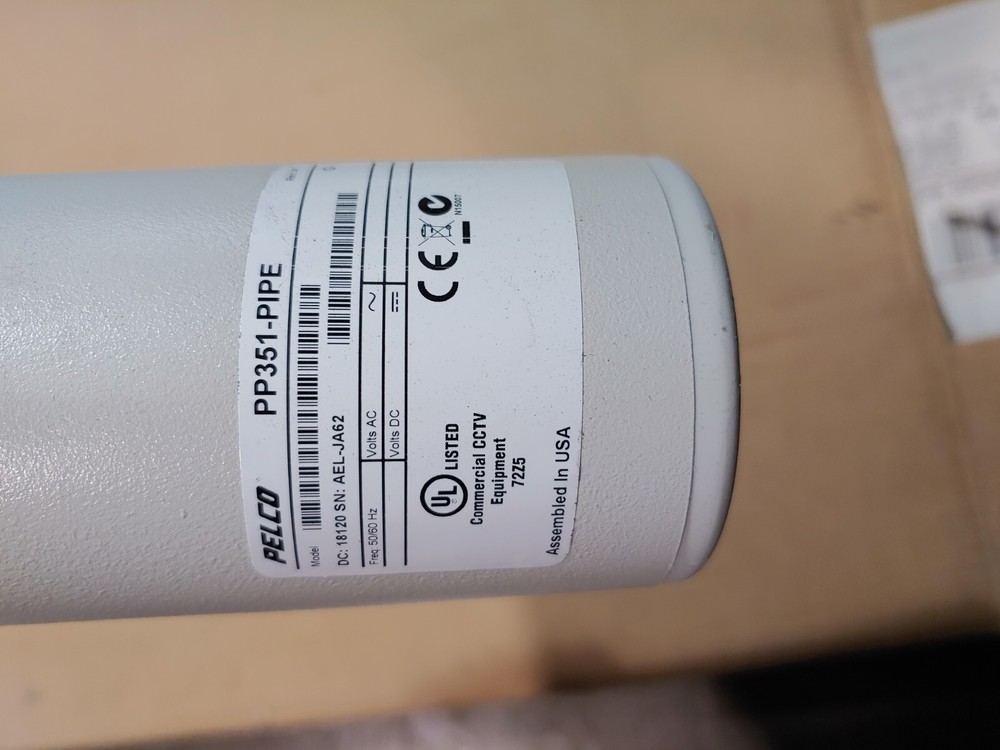 PELCO PP351-PIPE
Model
DC: 18120 SN: AEL-JA62
Freq 50/60 Hz Volts AC
Volts DC
UL LISTED
Commercial CCTV
Equipment
72Z5
CE
N15007
Assembled In USA